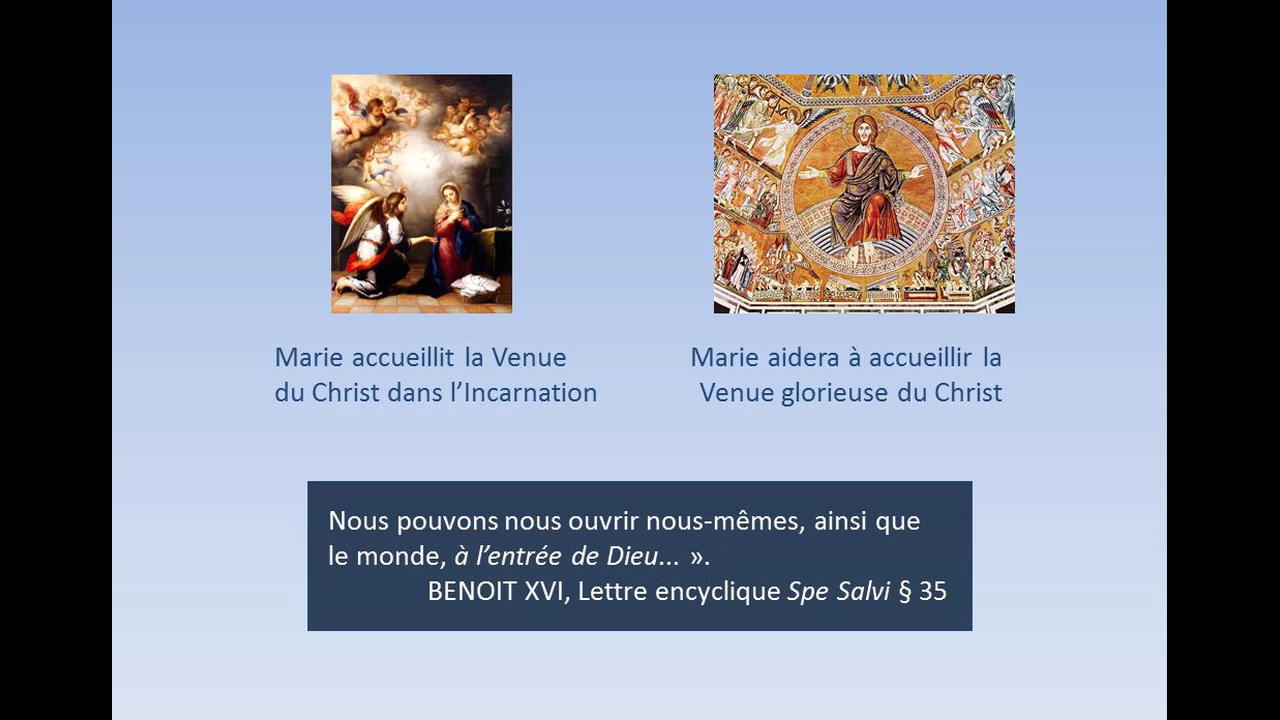 Marie accueillit la Venue
du Christ dans l’Incarnation
Marie aidera à accueillir la
Venue glorieuse du Christ
Nous pouvons nous ouvrir nous-mêmes, ainsi que
le monde, à l’entrée de Dieu... ».
BENOIT XVI, Lettre encyclique Spe Salvi § 35